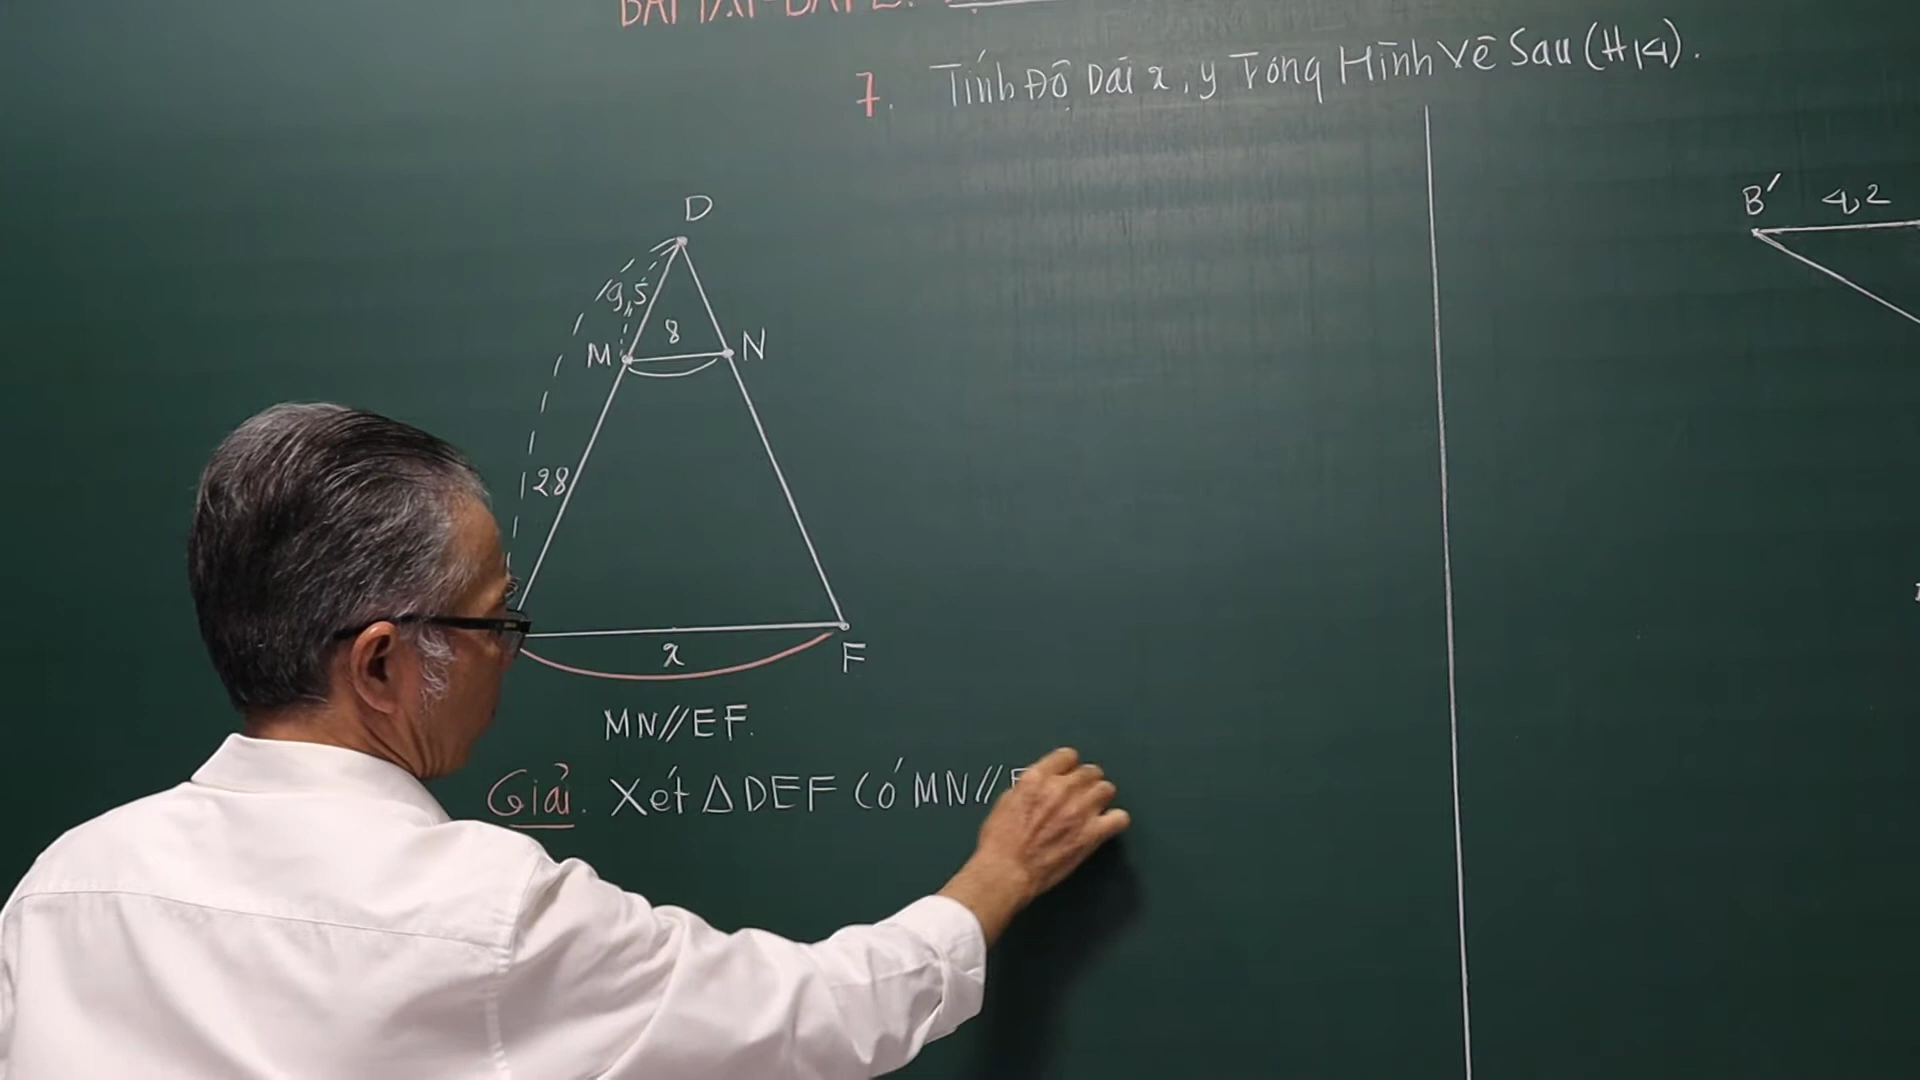 7. Tính Độ Dài x, y Trong Hình Vẽ Sau (H14).
D
9,5
8
M
N
28
x
F
MN//EF.
Giải. Xét △DEF Có MN//E
B' 4,2